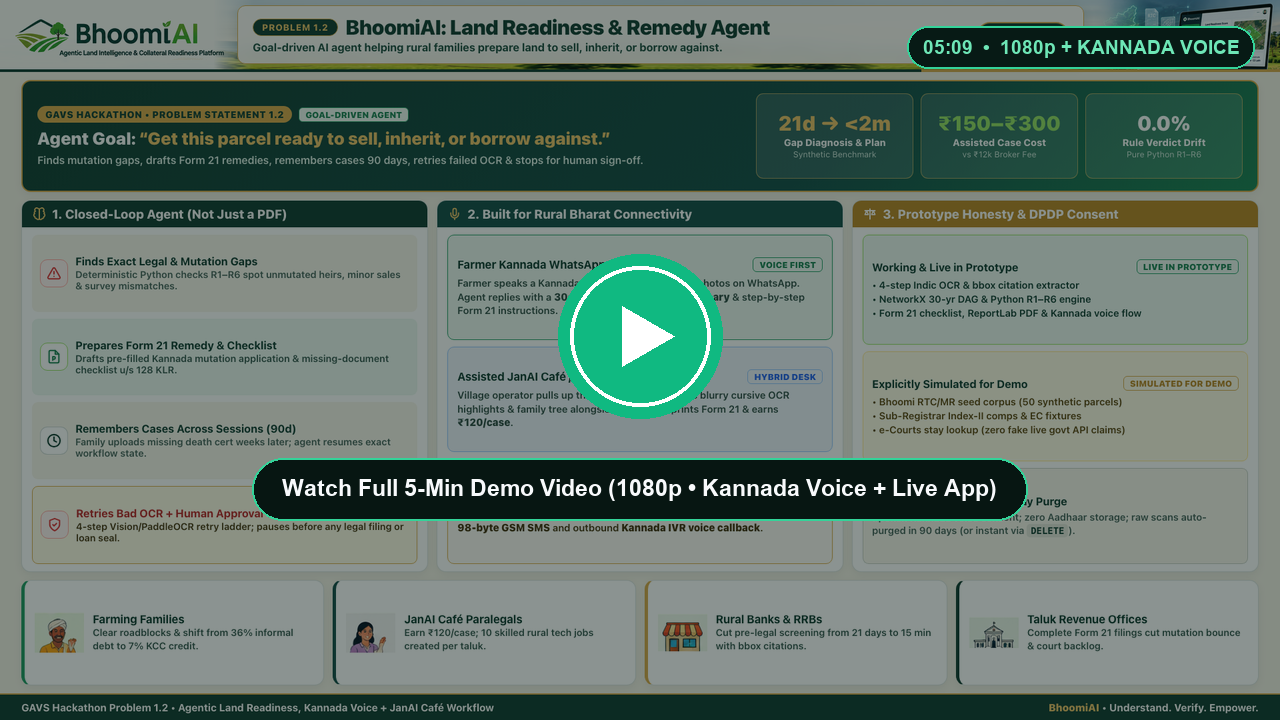 BhoomiAI
Agentic Land Intelligence & Collateral Readiness Platform
PROBLEM 1.2
BhoomiAI: Land Readiness & Remedy Agent
Goal-driven AI agent helping rural families prepare land to sell, inherit, or borrow against.
05:09 • 1080p + KANNADA VOICE
GAVS HACKATHON • PROBLEM STATEMENT 1.2
GOAL-DRIVEN AGENT
Agent Goal: “Get this parcel ready to sell, inherit, or borrow against.”
Finds mutation gaps, drafts Form 21 remedies, remembers cases 90 days, retries failed OCR & stops for human sign-off.
21d → <2m
Gap Diagnosis & Plan
Synthetic Benchmark
₹150–₹300
Assisted Case Cost
vs ₹12k Broker Fee
0.0%
Rule Verdict Drift
Pure Python R1–R6
1. Closed-Loop Agent (Not Just a PDF)
Finds Exact Legal & Mutation Gaps
Deterministic Python checks R1–R6 spot unmutated heirs, minor sales
& survey mismatches.
Prepares Form 21 Remedy & Checklist
Drafts pre-filled Kannada mutation application & missing-document
checklist u/s 128 KLR.
Remembers Cases Across Sessions (90d)
Family uploads missing death cert weeks later; agent resumes exact
workflow state.
Retries Bad OCR + Human Approval
4-step Vision/PaddleOCR retry ladder; pauses before any legal filing or
loan seal.
2. Built for Rural Bharat Connectivity
Farmer Kannada WhatsApp
VOICE FIRST
Farmer speaks a Kannada photos on WhatsApp.
Agent replies with a 30 & step-by-step
Form 21 instructions.
Assisted JanAI Café
HYBRID DESK
Village operator pulls up blurry cursive OCR
highlights & family tree prints Form 21 & earns
₹120/case.
Watch Full 5-Min Demo Video (1080p • Kannada Voice + Live App)
98-byte GSM SMS and outbound Kannada IVR voice callback.
3. Prototype Honesty & DPDP Consent
Working & Live in Prototype
LIVE IN PROTOTYPE
• 4-step Indic OCR & bbox citation extractor
• NetworkX 30-yr DAG & Python R1–R6 engine
• Form 21 checklist, ReportLab PDF & Kannada voice flow
Explicitly Simulated for Demo
SIMULATED FOR DEMO
• Bhoomi RTC/MR seed corpus (50 synthetic parcels)
• Sub-Registrar Index-II comps & EC fixtures
• e-Courts stay lookup (zero fake live govt API claims)
Purge
zero Aadhaar storage; raw scans auto-
purged in 90 days (or instant via DELETE ).
Farming Families
Clear roadblocks & shift from 36% informal
debt to 7% KCC credit.
JanAI Café Paralegals
Earn ₹120/case; 10 skilled rural tech jobs
created per taluk.
Rural Banks & RRBs
Cut pre-legal screening from 21 days to 15 min
with bbox citations.
Taluk Revenue Offices
Complete Form 21 filings cut mutation bounce
& court backlog.
GAVS Hackathon Problem 1.2 • Agentic Land Readiness, Kannada Voice + JanAI Café Workflow
BhoomiAI • Understand. Verify. Empower.